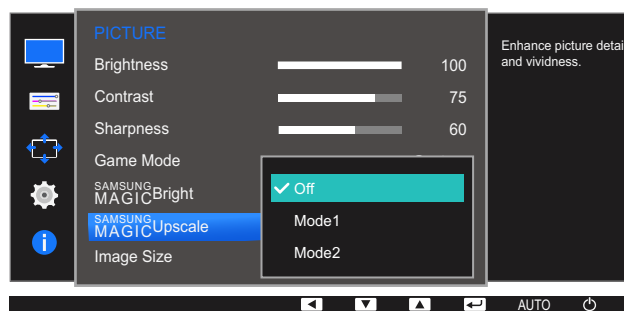 PICTURE
Brightness 100
Contrast 75
Sharpness 60
Game Mode
SAMSUNG
MAGICBright
SAMSUNG
MAGICUpscale
Image Size
Off
Mode1
Mode2
Enhance picture detai
and vividness.
AUTO